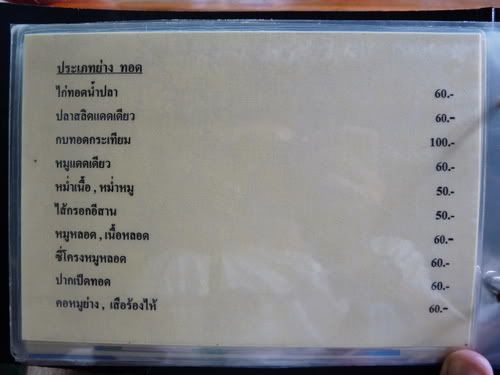 ประเภทย่าง ทอด
ไก่ทอดน้ำปลา 60.-
ปลาสลิดแดดเดียว 60.-
กบทอดกระเทียม 100.-
หมูแดดเดียว 60.-
หม่ำเนื้อ , หม่ำหมู 50.-
ไส้กรอกอีสาน 50.-
หมูหลอด , เนื้อหลอด 60.-
ซี่โครงหมูหลอด 60.-
ปากเป็ดทอด 60.-
คอหมูย่าง , เสือร้องไห้ 60.-